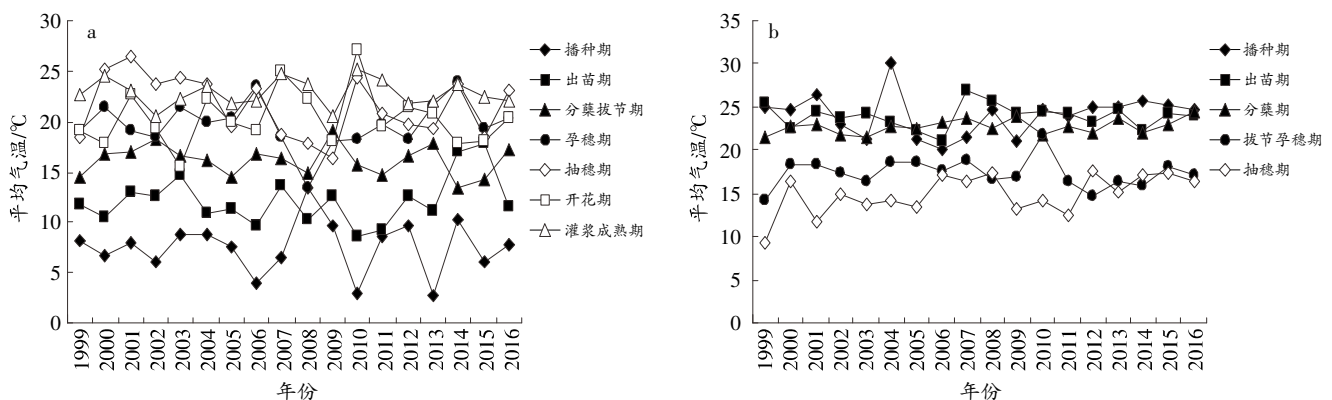 a
30
25
20
15
10
5
0
平均气温/℃
1999
2000
2001
2002
2003
2004
2005
2006
2007
2008
2009
2010
2011
2012
2013
2014
2015
2016
年份
播种期
出苗期
分蘖拔节期
孕穗期
抽穗期
开花期
灌浆成熟期
b
35
30
25
20
15
10
5
0
平均气温/℃
1999
2000
2001
2002
2003
2004
2005
2006
2007
2008
2009
2010
2011
2012
2013
2014
2015
2016
年份
播种期
出苗期
分蘖期
拔节孕穗期
抽穗期